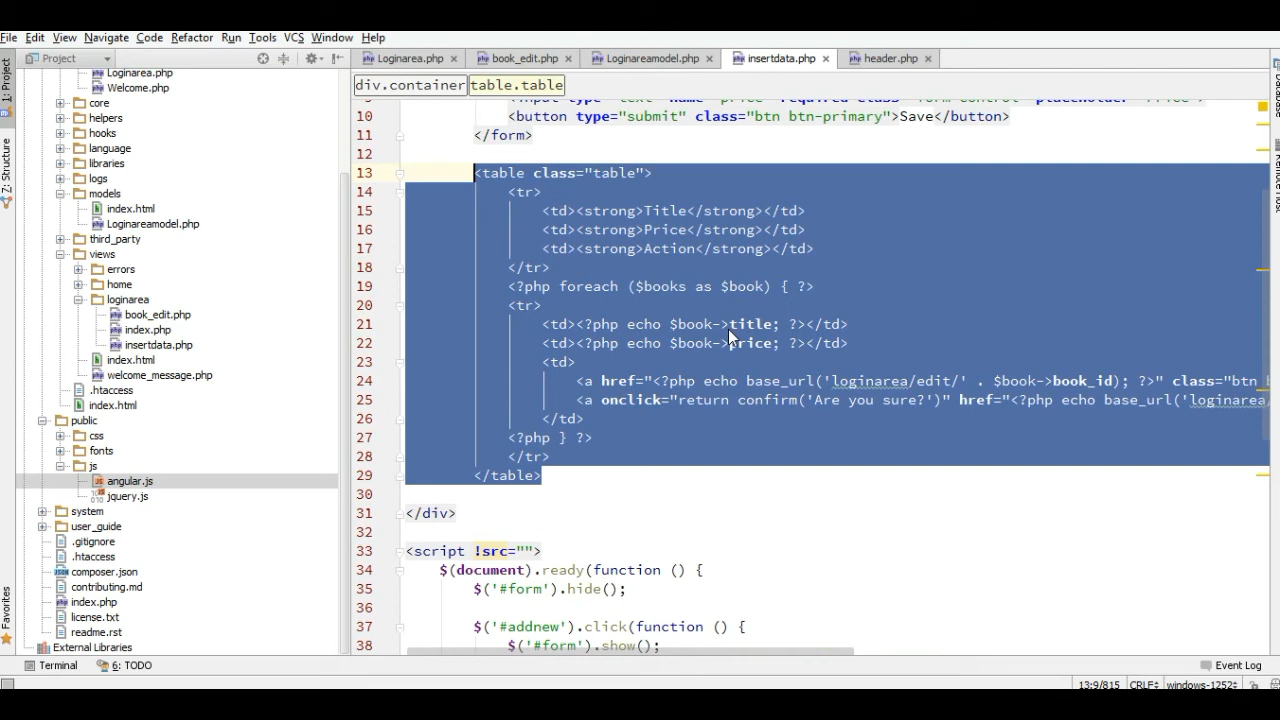 File Edit View Navigate Code Refactor Run Tools VCS Window Help
Project
Loginarea.php book_edit.php Loginareamodel.php insertdata.php header.php
div.container table.table
1: Project
Z: Structure
Favorites
Loginarea.php
Welcome.php
core
helpers
hooks
language
libraries
logs
models
index.html
Loginareamodel.php
third_party
views
errors
home
loginarea
book_edit.php
index.php
insertdata.php
index.html
welcome_message.php
.htaccess
index.html
public
css
fonts
js
angular.js
jquery.js
system
user_guide
.gitignore
.htaccess
composer.json
contributing.md
index.php
license.txt
readme.rst
External Libraries
10 <button type="submit" class="btn btn-primary">Save</button>
11 </form>
12
13 <table class="table">
14 <tr>
15 <td><strong>Title</strong></td>
16 <td><strong>Price</strong></td>
17 <td><strong>Action</strong></td>
18 </tr>
19 <?php foreach ($books as $book) { ?>
20 <tr>
21 <td><?php echo $book->title; ?></td>
22 <td><?php echo $book->price; ?></td>
23 <td>
24 <a href="<?php echo base_url('loginarea/edit/' . $book->book_id); ?>" class="btn
25 <a onclick="return confirm('Are you sure?')" href="<?php echo base_url('loginarea/
26 </td>
27 <?php } ?>
28 </tr>
29 </table>
30
31 </div>
32
33 <script !src="">
34 $(document).ready(function () {
35 $('#form').hide();
36
37 $('#addnew').click(function () {
38 $('#form').show();
Terminal 6: TODO Event Log
13:9/815 CRLF windows-1252